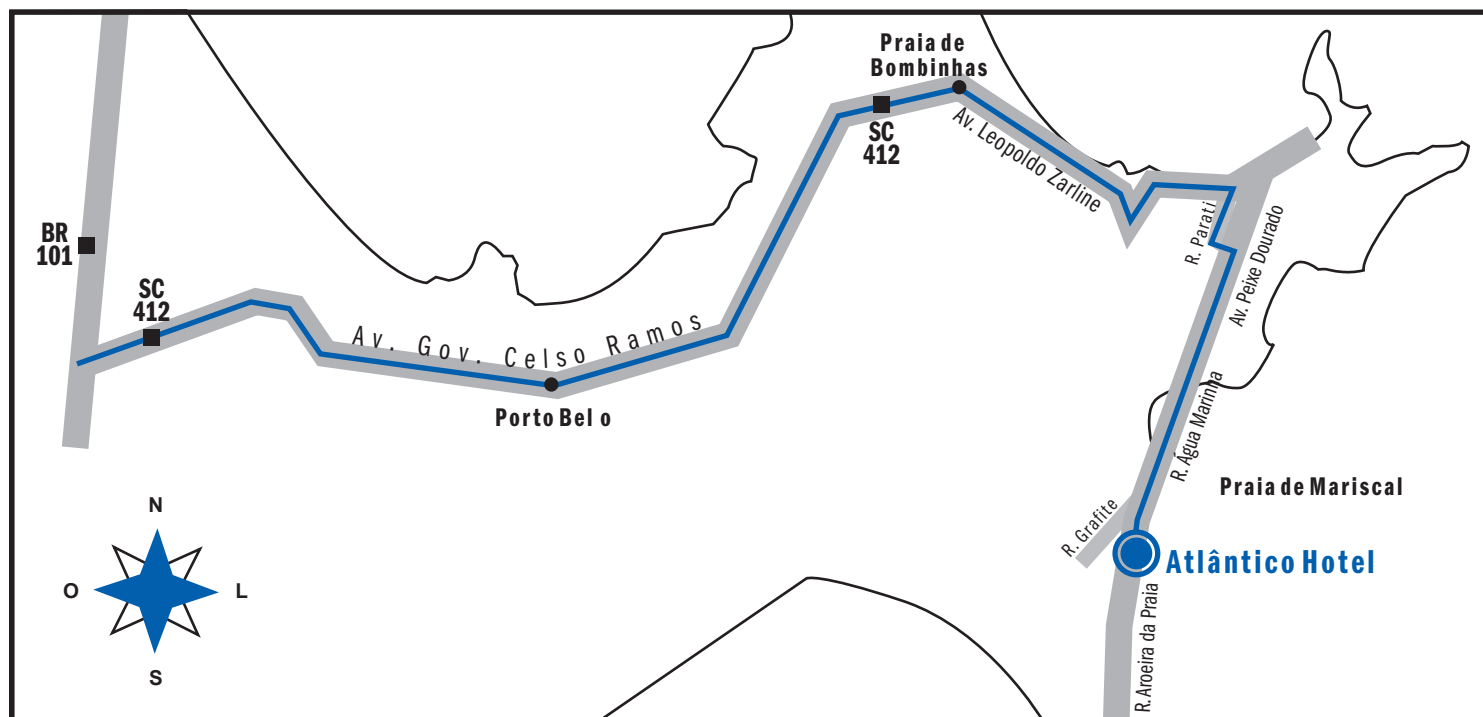 Praia de
Bombinhas
SC
412
Av. Leopoldo Zarline
R. Parati
Av. Peixe Dourado
BR
101
SC
412
Av. Gov. Celso Ramos
Porto Bel o
R. Água Marinha
Praia de Mariscal
R. Grafite
Atlântico Hotel
R. Aroeira da Praia
N
O
L
S